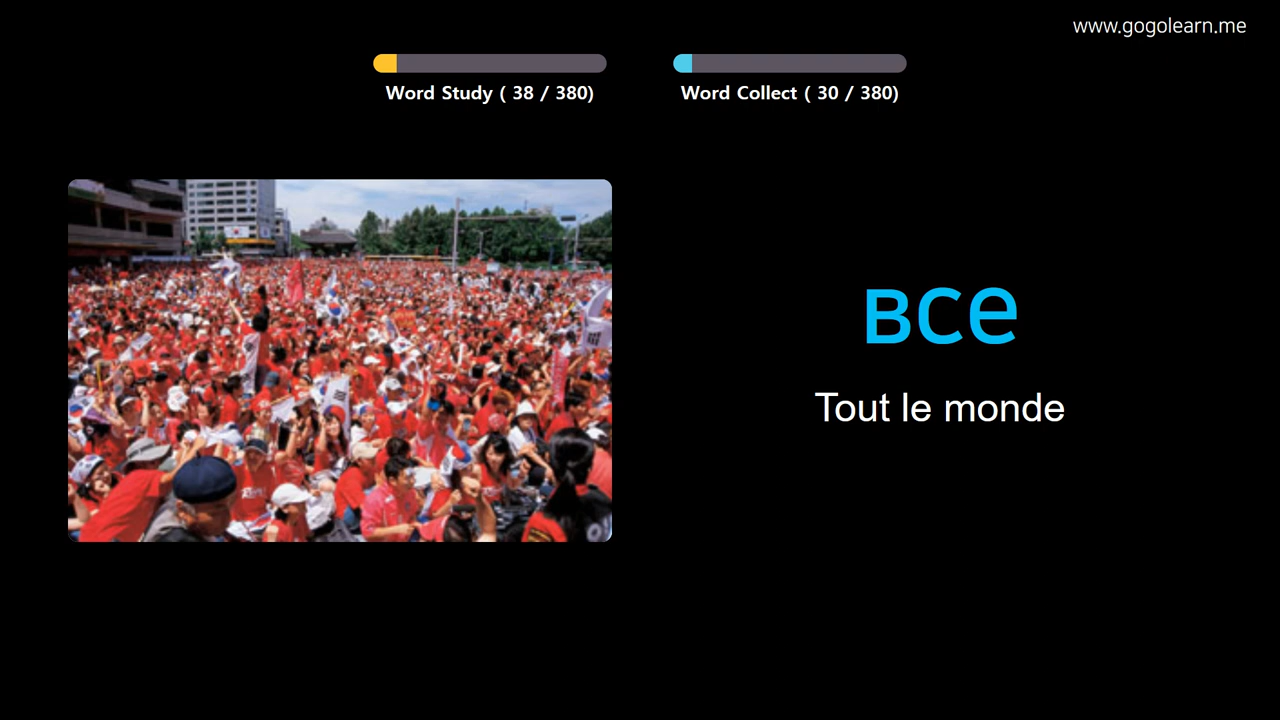 www.gogolearn.me
Word Study ( 38 / 380)
Word Collect ( 30 / 380)
все
Tout le monde